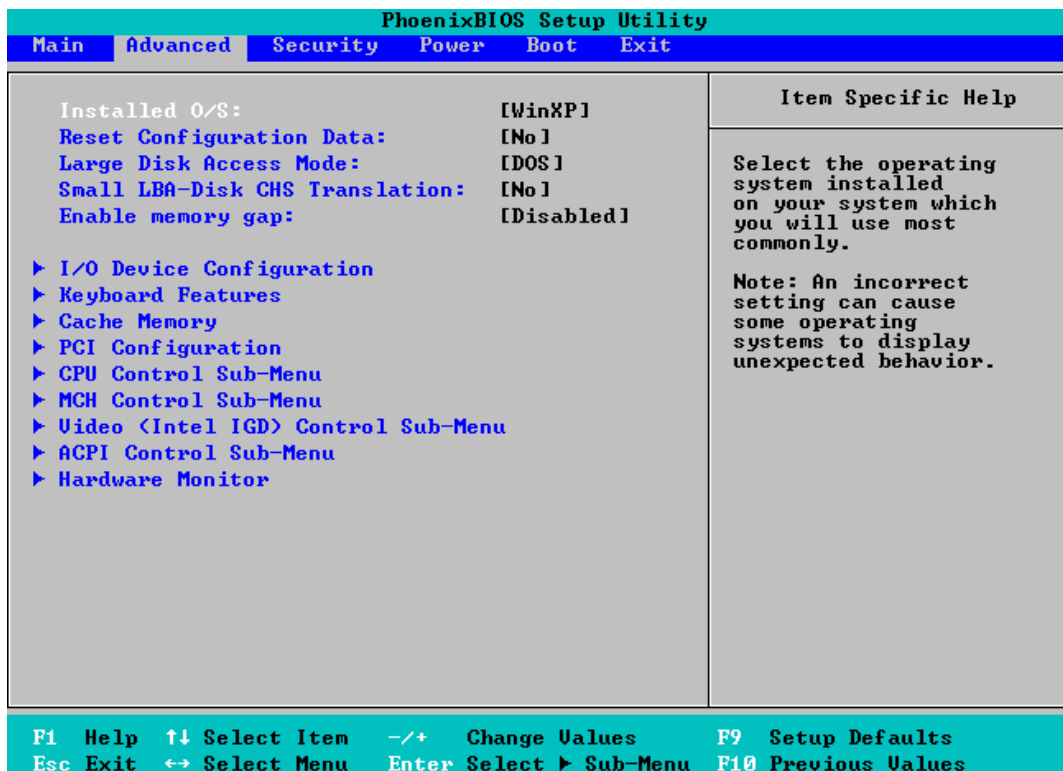 PhoenixBIOS Setup Utility
Main Advanced Security Power Boot Exit
Installed O/S: [WinXP]
Reset Configuration Data: [No]
Large Disk Access Mode: [DOS]
Small LBA-Disk CHS Translation: [No]
Enable memory gap: [Disabled]
I/O Device Configuration
Keyboard Features
Cache Memory
PCI Configuration
CPU Control Sub-Menu
MCH Control Sub-Menu
Video (Intel IGD) Control Sub-Menu
ACPI Control Sub-Menu
Hardware Monitor
Item Specific Help
Select the operating
system installed
on your system which
you will use most
commonly.
Note: An incorrect
setting can cause
some operating
systems to display
unexpected behavior.
F1 Help ↑↓ Select Item -/+ Change Values F9 Setup Defaults
Esc Exit ↔ Select Menu Enter Select ▶ Sub-Menu F10 Previous Values